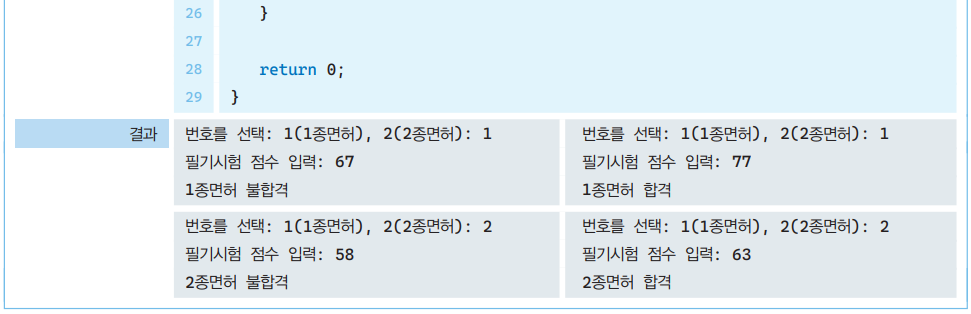 26 }
27
28 return 0;
29 }
결과
번호를 선택: 1(1종면허), 2(2종면허): 1
필기시험 점수 입력: 67
1종면허 불합격
번호를 선택: 1(1종면허), 2(2종면허): 1
필기시험 점수 입력: 77
1종면허 합격
번호를 선택: 1(1종면허), 2(2종면허): 2
필기시험 점수 입력: 58
2종면허 불합격
번호를 선택: 1(1종면허), 2(2종면허): 2
필기시험 점수 입력: 63
2종면허 합격